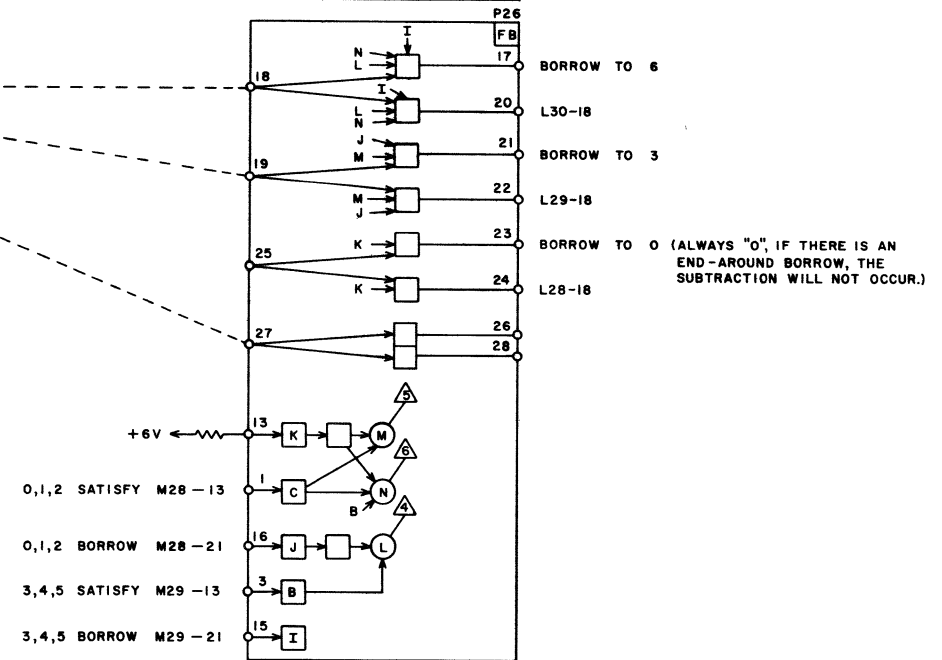 P26
FB
I
N
L
17
BORROW TO 6
18
I
L
N
20
L30-18
J
M
21
BORROW TO 3
19
M
J
22
L29-18
K
23
BORROW TO 0 (ALWAYS "0", IF THERE IS AN
END-AROUND BORROW, THE
SUBTRACTION WILL NOT OCCUR.)
25
K
24
L28-18
27
26
28
5
+6V
13
K
M
6
0,1,2 SATISFY M28-13
1
C
N
B
4
0,1,2 BORROW M28-21
16
J
L
3,4,5 SATISFY M29-13
3
B
3,4,5 BORROW M29-21
15
I